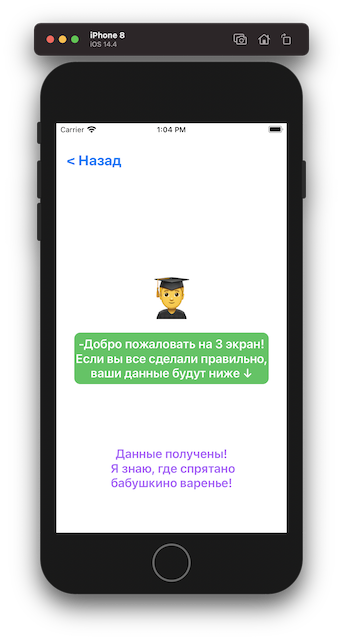 iPhone 8
iOS 14.4
Carrier 1:04 PM
< Назад
-Добро пожаловать на 3 экран!
Если вы все сделали правильно,
ваши данные будут ниже ↓
Данные получены!
Я знаю, где спрятано
бабушкино варенье!